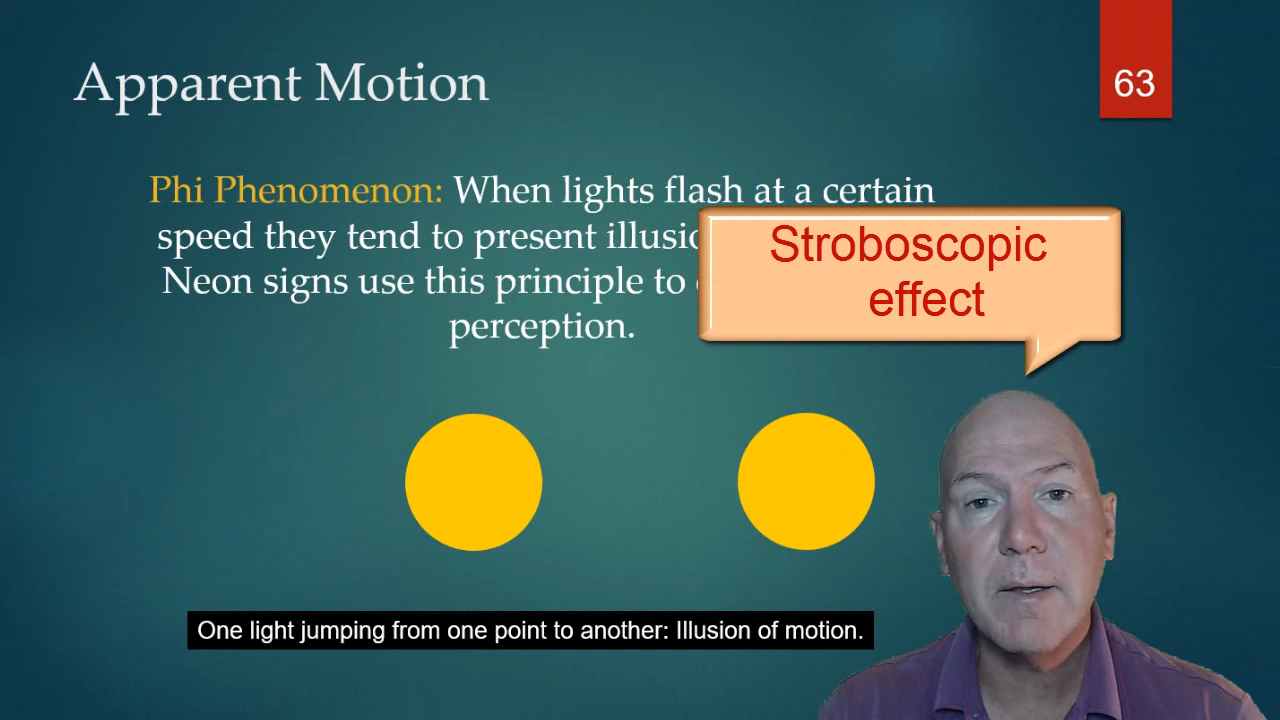 Apparent Motion
63
Phi Phenomenon: When lights flash at a certain
speed they tend to present
Neon signs use this principle to
perception.
Stroboscopic
effect
One light jumping from one point to another: Illusion of motion.